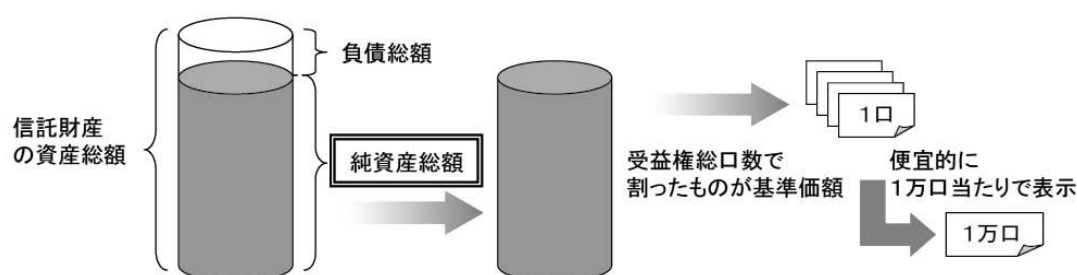 負債総額
信託財産
の資産総額
純資産総額
受益権総口数で
割ったものが基準価額
1口
便宜的に
1万口当たりで表示
1万口